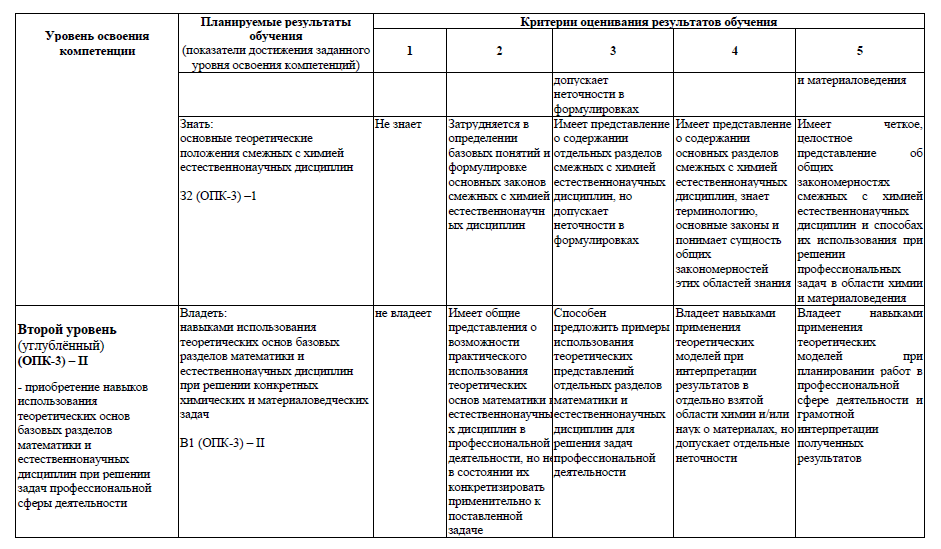 Уровень освоения
компетенции
Планируемые результаты
обучения
(показатели достижения заданного
уровня освоения компетенций)
Критерии оценивания результатов обучения
1
2
3
4
5
допускает
неточности в
формулировках
и материаловедения
Знать:
основные теоретические
положения смежных с химией
естественнонаучных дисциплин
З2 (ОПК-3) –1
Не знает
Затрудняется в
определении
базовых понятий и
формулировке
основных законов
смежных с химией
естественнонаучн
ых дисциплин
Имеет представление
о содержании
отдельных разделов
смежных с химией
естественнонаучных
дисциплин, но
допускает
неточности в
формулировках
Имеет представление
о содержании
основных разделов
смежных с химией
естественнонаучных
дисциплин, знает
терминологию,
основные законы и
понимает сущность
общих
закономерностей
этих областей знания
Имеет четкое,
целостное
представление об
общих
закономерностях
смежных с химией
естественнонаучных
дисциплин и способах
их использования при
решении
профессиональных
задач в области химии
и материаловедения
Второй уровень
(углублённый)
(ОПК-3) – II
- приобретение навыков
использования
теоретических основ
базовых разделов
математики и
естественнонаучных
дисциплин при решении
задач профессиональной
сферы деятельности
Владеть:
навыками использования
теоретических основ базовых
разделов математики и
естественнонаучных дисциплин
при решении конкретных
химических и материаловедческих
задач
В1 (ОПК-3) – II
не владеет
Имеет общие
представления о
возможности
практического
использования
теоретических
основ математики и
естественнонаучны
х дисциплин в
профессиональной
деятельности, но не
в состоянии их
конкретизировать
применительно к
поставленной
задаче
Способен
предложить примеры
использования
теоретических
представлений
отдельных разделов
математики и
естественнонаучных
дисциплин для
решения задач
профессиональной
деятельности
Владеет навыками
применения
теоретических
моделей при
интерпретации
результатов в
отдельно взятой
области химии и/или
наук о материалах, но
допускает отдельные
неточности
Владеет навыками
применения
теоретических
моделей при
планировании работ в
профессиональной
сфере деятельности и
грамотной
интерпретации
полученных
результатов